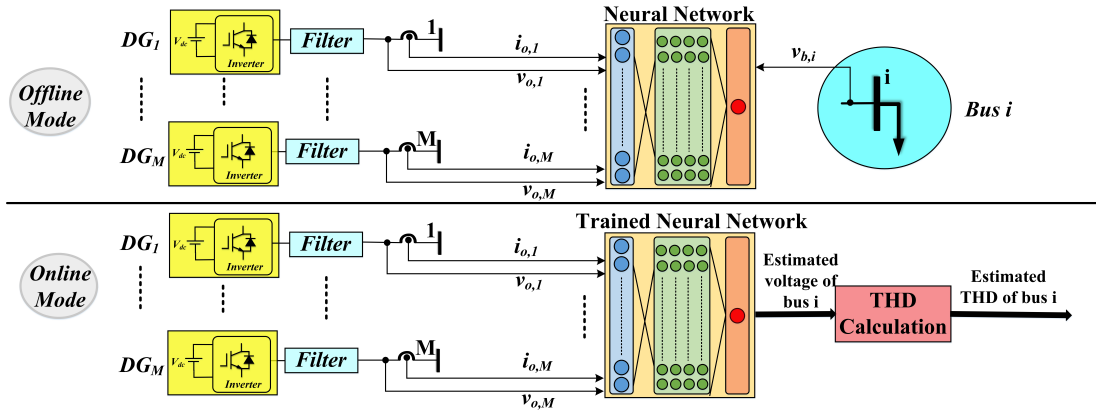 Neural Network
DG1
Vdc
Inverter
Filter
1
io,1
vo,1
vb,i
i
Bus i
Offline
Mode
DGM
Vdc
Inverter
Filter
M
io,M
vo,M
Trained Neural Network
DG1
Vdc
Inverter
Filter
1
io,1
vo,1
Online
Mode
Estimated
voltage of
bus i
THD
Calculation
Estimated
THD of bus i
DGM
Vdc
Inverter
Filter
M
io,M
vo,M